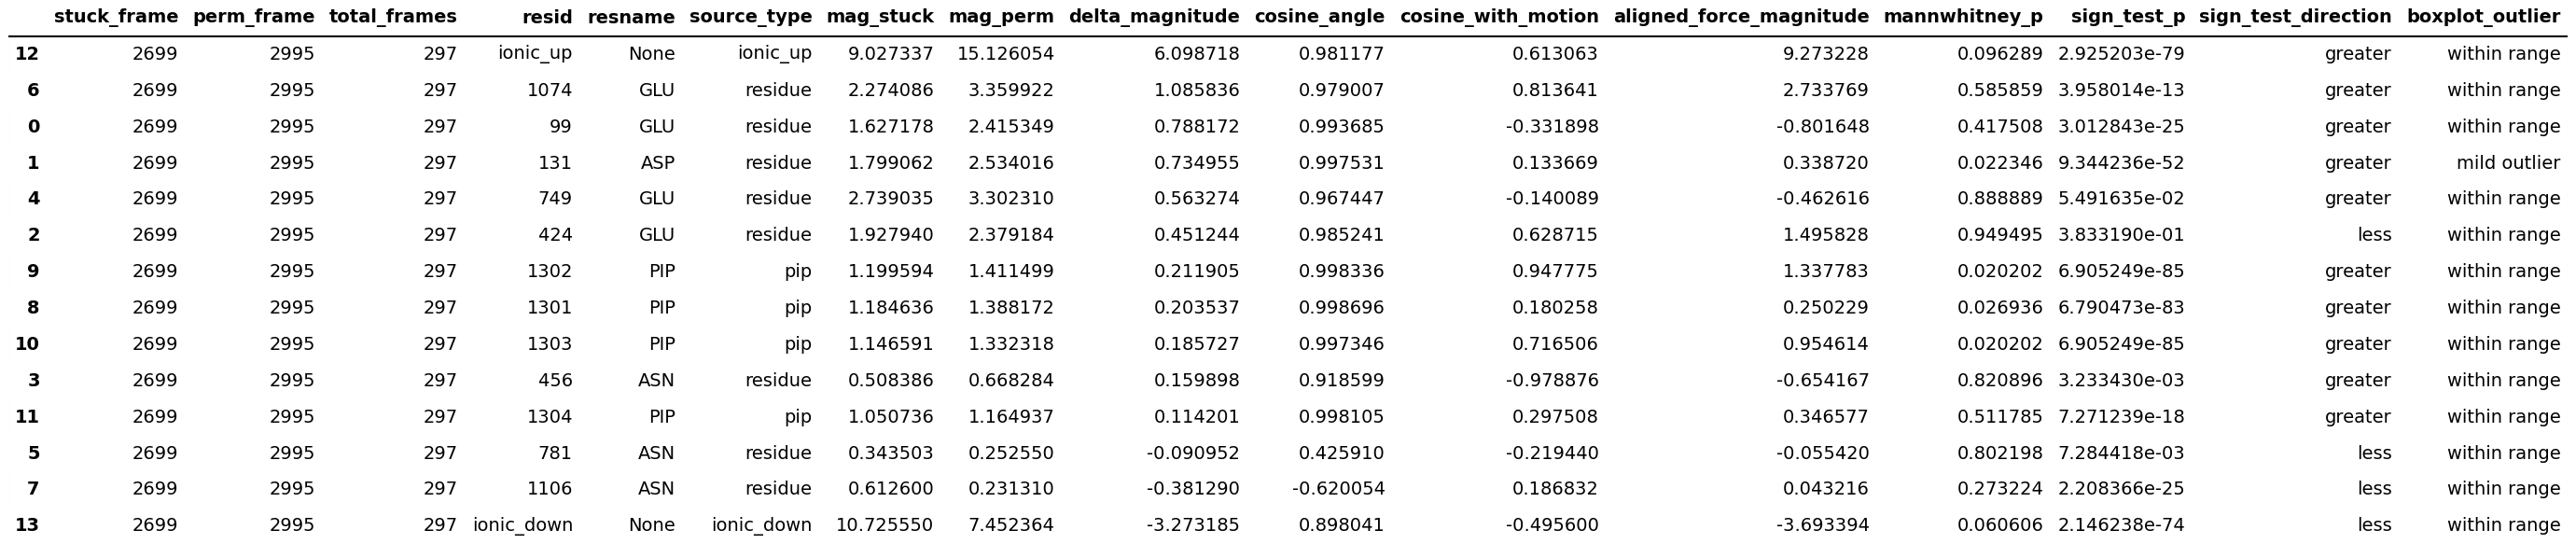 stuck_frame perm_frame total_frames resid resname source_type mag_stuck mag_perm delta_magnitude cosine_angle cosine_with_motion aligned_force_magnitude mannwhitney_p sign_test_p sign_test_direction boxplot_outlier
12 2699 2995 297 ionic_up None ionic_up 9.027337 15.126054 6.098718 0.981177 0.613063 9.273228 0.096289 2.925203e-79 greater within range
6 2699 2995 297 1074 GLU residue 2.274086 3.359922 1.085836 0.979007 0.813641 2.733769 0.585859 3.958014e-13 greater within range
0 2699 2995 297 99 GLU residue 1.627178 2.415349 0.788172 0.993685 -0.331898 -0.801648 0.417508 3.012843e-25 greater within range
1 2699 2995 297 131 ASP residue 1.799062 2.534016 0.734955 0.997531 0.133669 0.338720 0.022346 9.344236e-52 greater mild outlier
4 2699 2995 297 749 GLU residue 2.739035 3.302310 0.563274 0.967447 -0.140089 -0.462616 0.888889 5.491635e-02 greater within range
2 2699 2995 297 424 GLU residue 1.927940 2.379184 0.451244 0.985241 0.628715 1.495828 0.949495 3.833190e-01 less within range
9 2699 2995 297 1302 PIP pip 1.199594 1.411499 0.211905 0.998336 0.947775 1.337783 0.020202 6.905249e-85 greater within range
8 2699 2995 297 1301 PIP pip 1.184636 1.388172 0.203537 0.998696 0.180258 0.250229 0.026936 6.790473e-83 greater within range
10 2699 2995 297 1303 PIP pip 1.146591 1.332318 0.185727 0.997346 0.716506 0.954614 0.020202 6.905249e-85 greater within range
3 2699 2995 297 456 ASN residue 0.508386 0.668284 0.159898 0.918599 -0.978876 -0.654167 0.820896 3.233430e-03 greater within range
11 2699 2995 297 1304 PIP pip 1.050736 1.164937 0.114201 0.998105 0.297508 0.346577 0.511785 7.271239e-18 greater within range
5 2699 2995 297 781 ASN residue 0.343503 0.252550 -0.090952 0.425910 -0.219440 -0.055420 0.802198 7.284418e-03 less within range
7 2699 2995 297 1106 ASN residue 0.612600 0.231310 -0.381290 -0.620054 0.186832 0.043216 0.273224 2.208366e-25 less within range
13 2699 2995 297 ionic_down None ionic_down 10.725550 7.452364 -3.273185 0.898041 -0.495600 -3.693394 0.060606 2.146238e-74 less within range